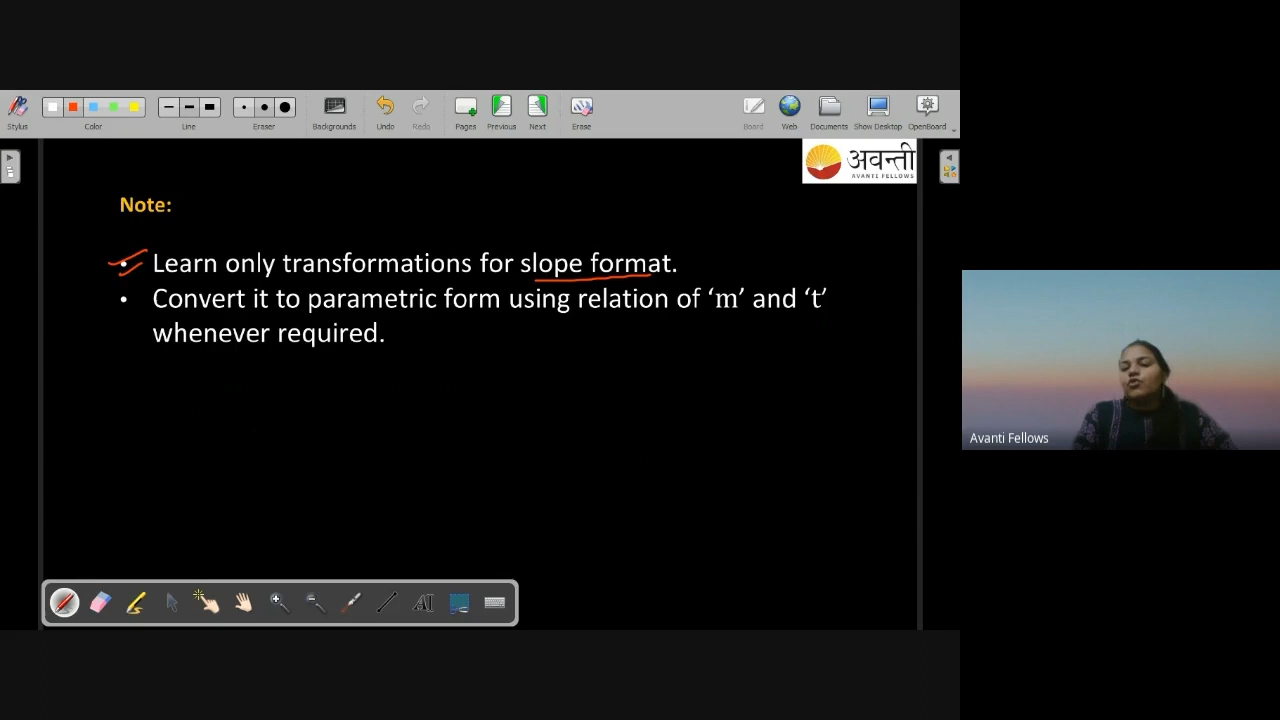 Stylus
Color
Line
Eraser
Backgrounds
Undo
Redo
Pages
Previous
Next
Erase
Board
Web
Documents
Show Desktop
OpenBoard
अवन्ती
AVANTI FELLOWS
Note:
• Learn only transformations for slope format.
• Convert it to parametric form using relation of ‘m’ and ‘t’
whenever required.
Avanti Fellows
AI